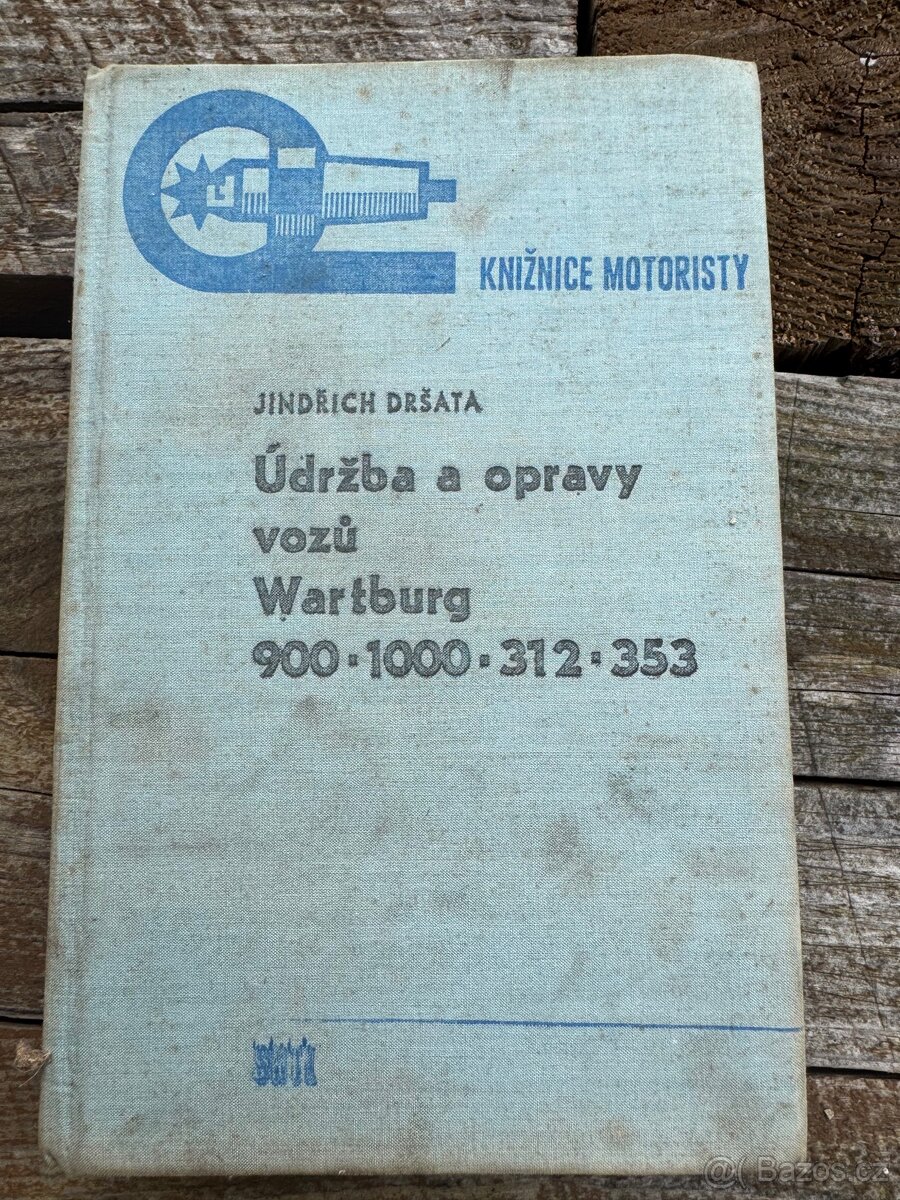 KNIŽNICE MOTORISTY
JINDŘICH DRŠATA
Údržba a opravy
vozů
Wartburg
900·1000·312·353
SNTL
@( Bazos.cz